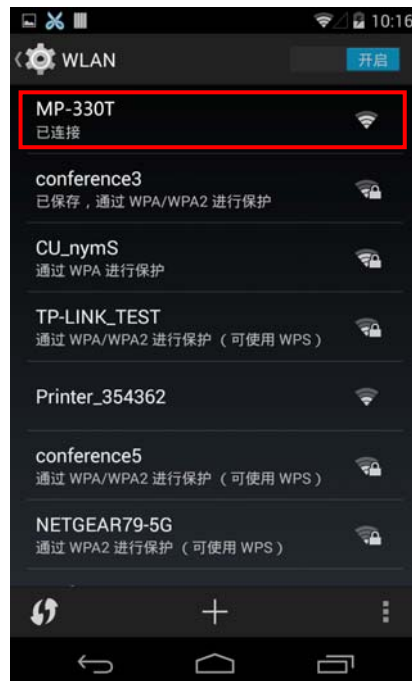 10:16
WLAN
开启
MP-330T
已连接
conference3
已保存，通过 WPA/WPA2 进行保护
CU_nymS
通过 WPA 进行保护
TP-LINK_TEST
通过 WPA/WPA2 进行保护（可使用 WPS）
Printer_354362
conference5
通过 WPA/WPA2 进行保护（可使用 WPS）
NETGEAR79-5G
通过 WPA2 进行保护（可使用 WPS）